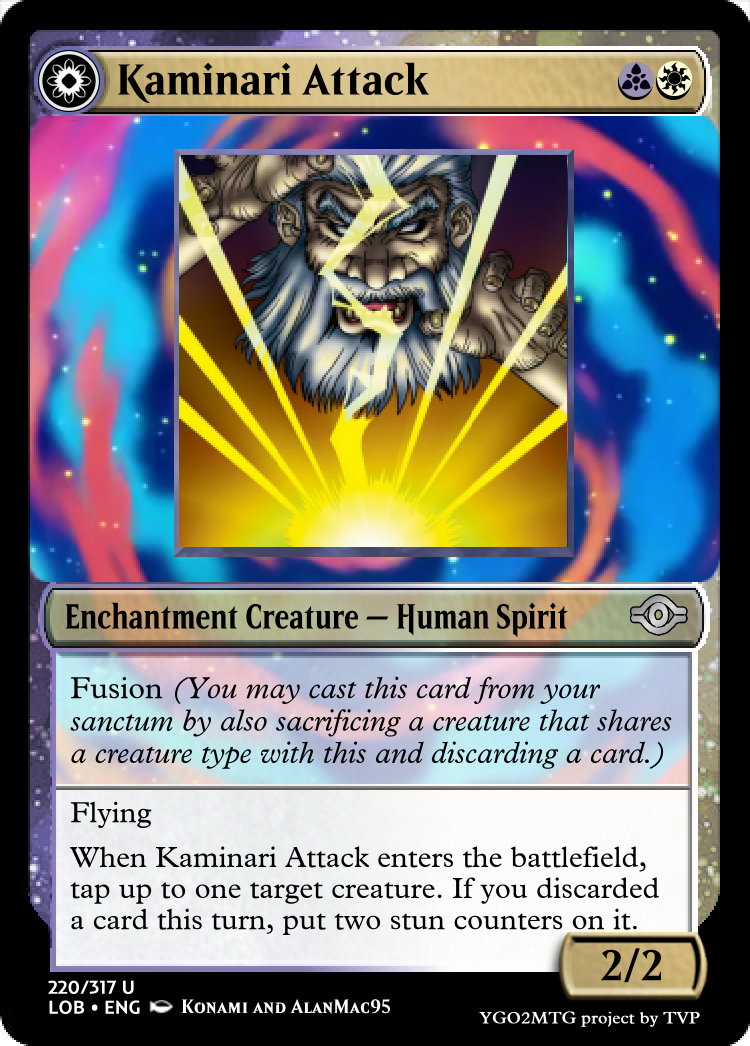 Kaminari Attack
Enchantment Creature — Human Spirit
Fusion (You may cast this card from your
sanctum by also sacrificing a creature that shares
a creature type with this and discarding a card.)
Flying
When Kaminari Attack enters the battlefield,
tap up to one target creature. If you discarded
a card this turn, put two stun counters on it.
2/2
220/317 U
LOB • ENG Konami and AlanMac95
YGO2MTG project by TVP